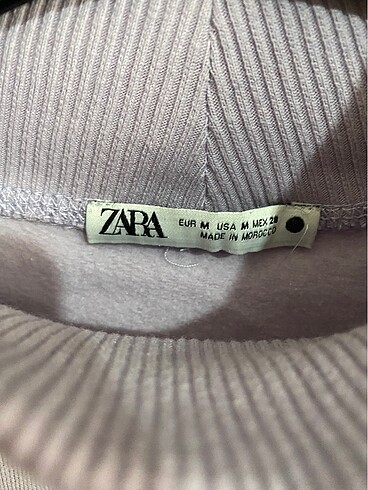 ZARA
EUR M USA M MEX 28
MADE IN MOROCCO